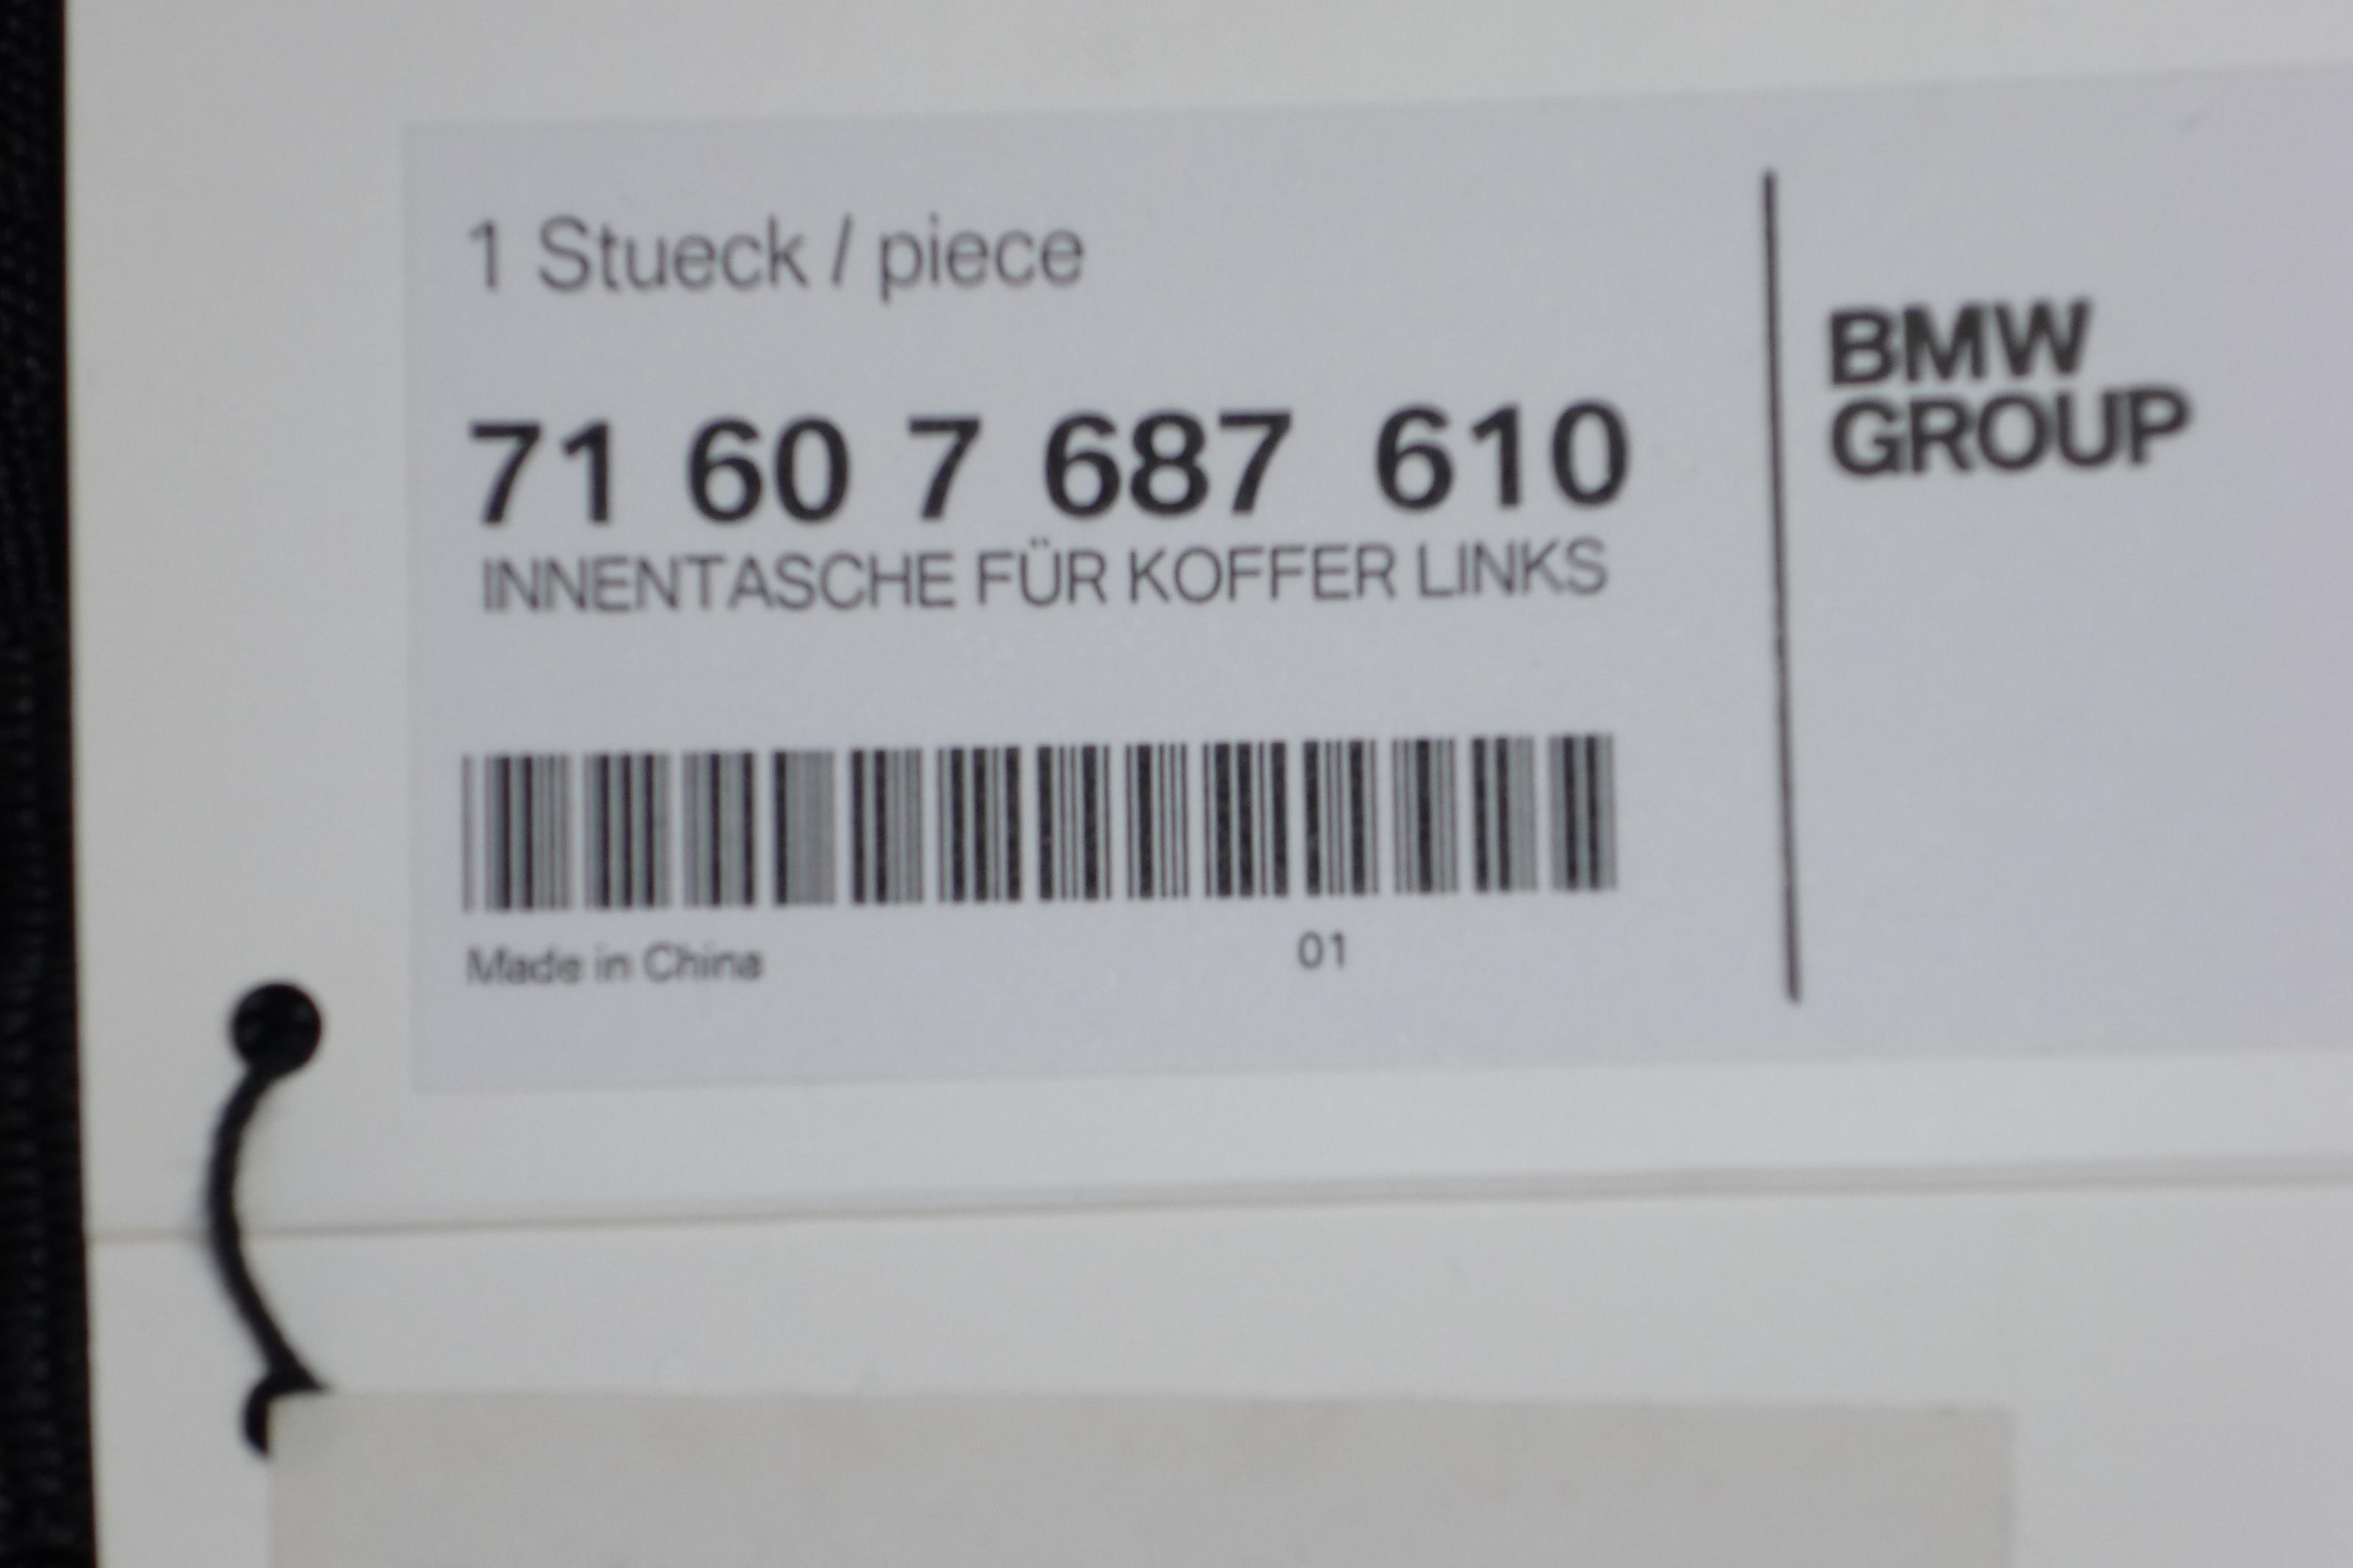 1 Stueck / piece
71 60 7 687 610
INNENTASCHE FÜR KOFFER LINKS
Made in China
01
BMW
GROUP